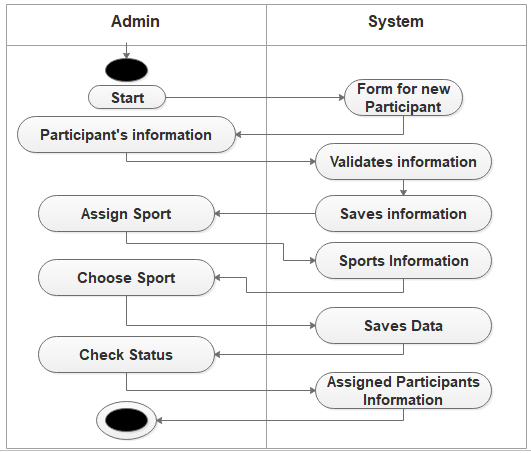 Admin
System
Start
Form for new
Participant
Participant's information
Validates information
Assign Sport
Saves information
Sports Information
Choose Sport
Saves Data
Check Status
Assigned Participants
Information